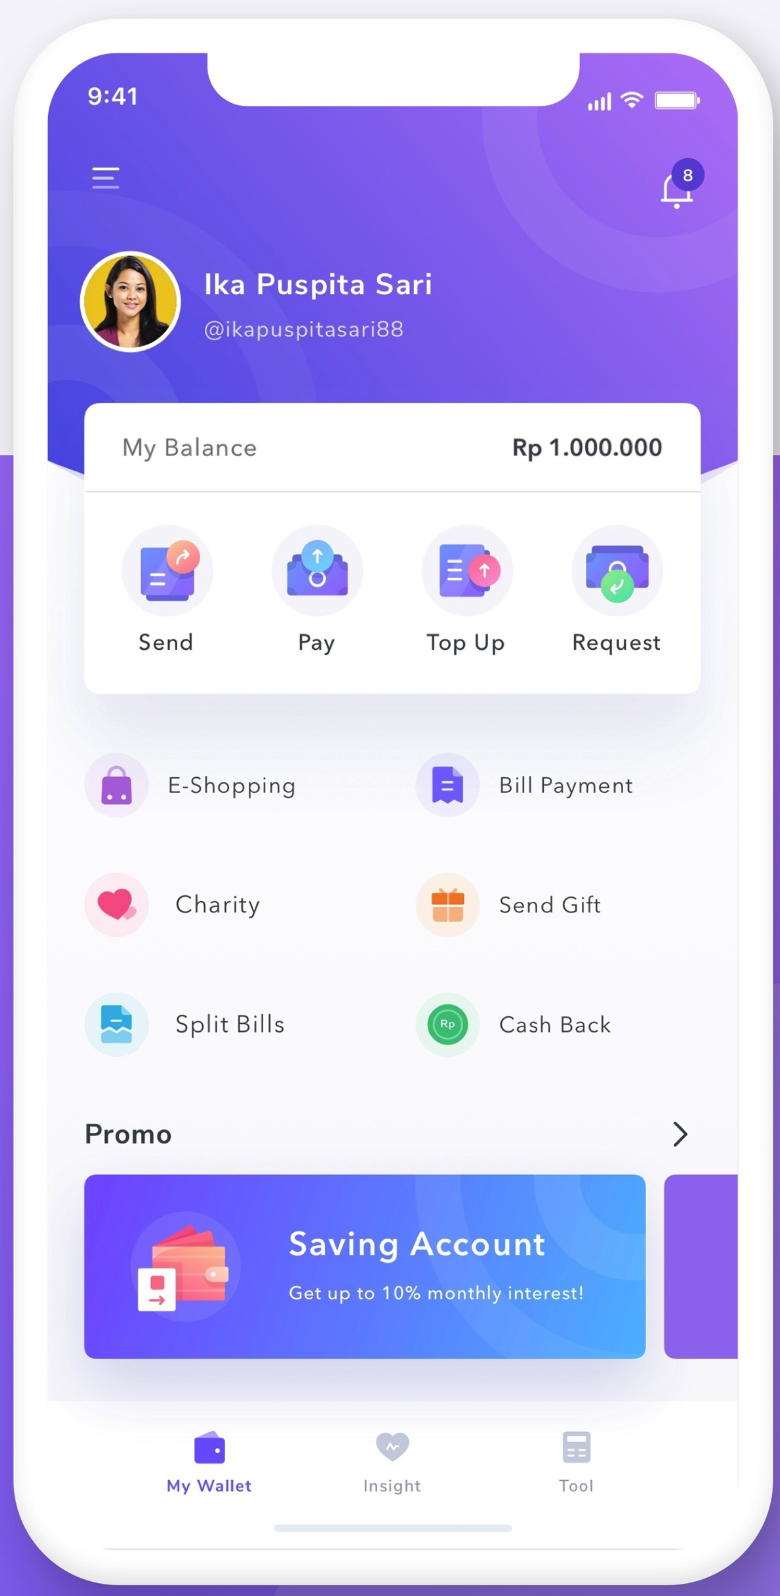 9:41
8
Ika Puspita Sari
@ikapuspitasari88
My Balance Rp 1.000.000
Send Pay Top Up Request
E-Shopping Bill Payment
Charity Send Gift
Split Bills Rp Cash Back
Promo
Saving Account
Get up to 10% monthly interest!
My Wallet Insight Tool